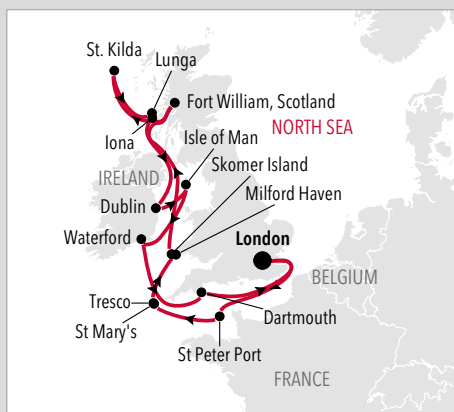 St. Kilda
Lunga
Fort William, Scotland
NORTH SEA
Iona
Isle of Man
Skomer Island
IRELAND
Milford Haven
Dublin
Waterford
London
BELGIUM
Tresco
Dartmouth
St Mary's
St Peter Port
FRANCE